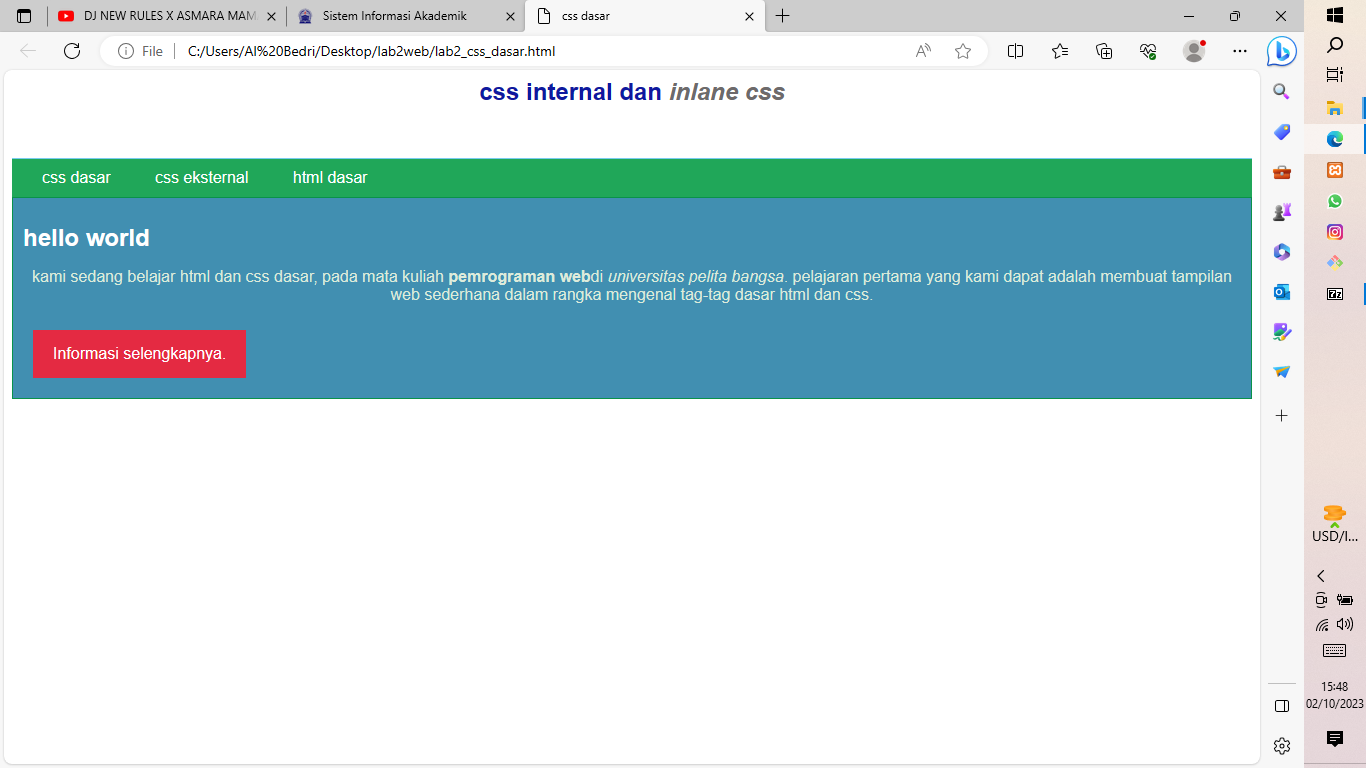 DJ NEW RULES X ASMARA MAM
Sistem Informasi Akademik
css dasar
File
C:/Users/Al%20Bedri/Desktop/lab2web/lab2_css_dasar.html
css internal dan inlane css
css dasar
css eksternal
html dasar
hello world
kami sedang belajar html dan css dasar, pada mata kuliah pemrograman webdi universitas pelita bangsa. pelajaran pertama yang kami dapat adalah membuat tampilan
web sederhana dalam rangka mengenal tag-tag dasar html dan css.
Informasi selengkapnya.
USD/I...
15:48
02/10/2023